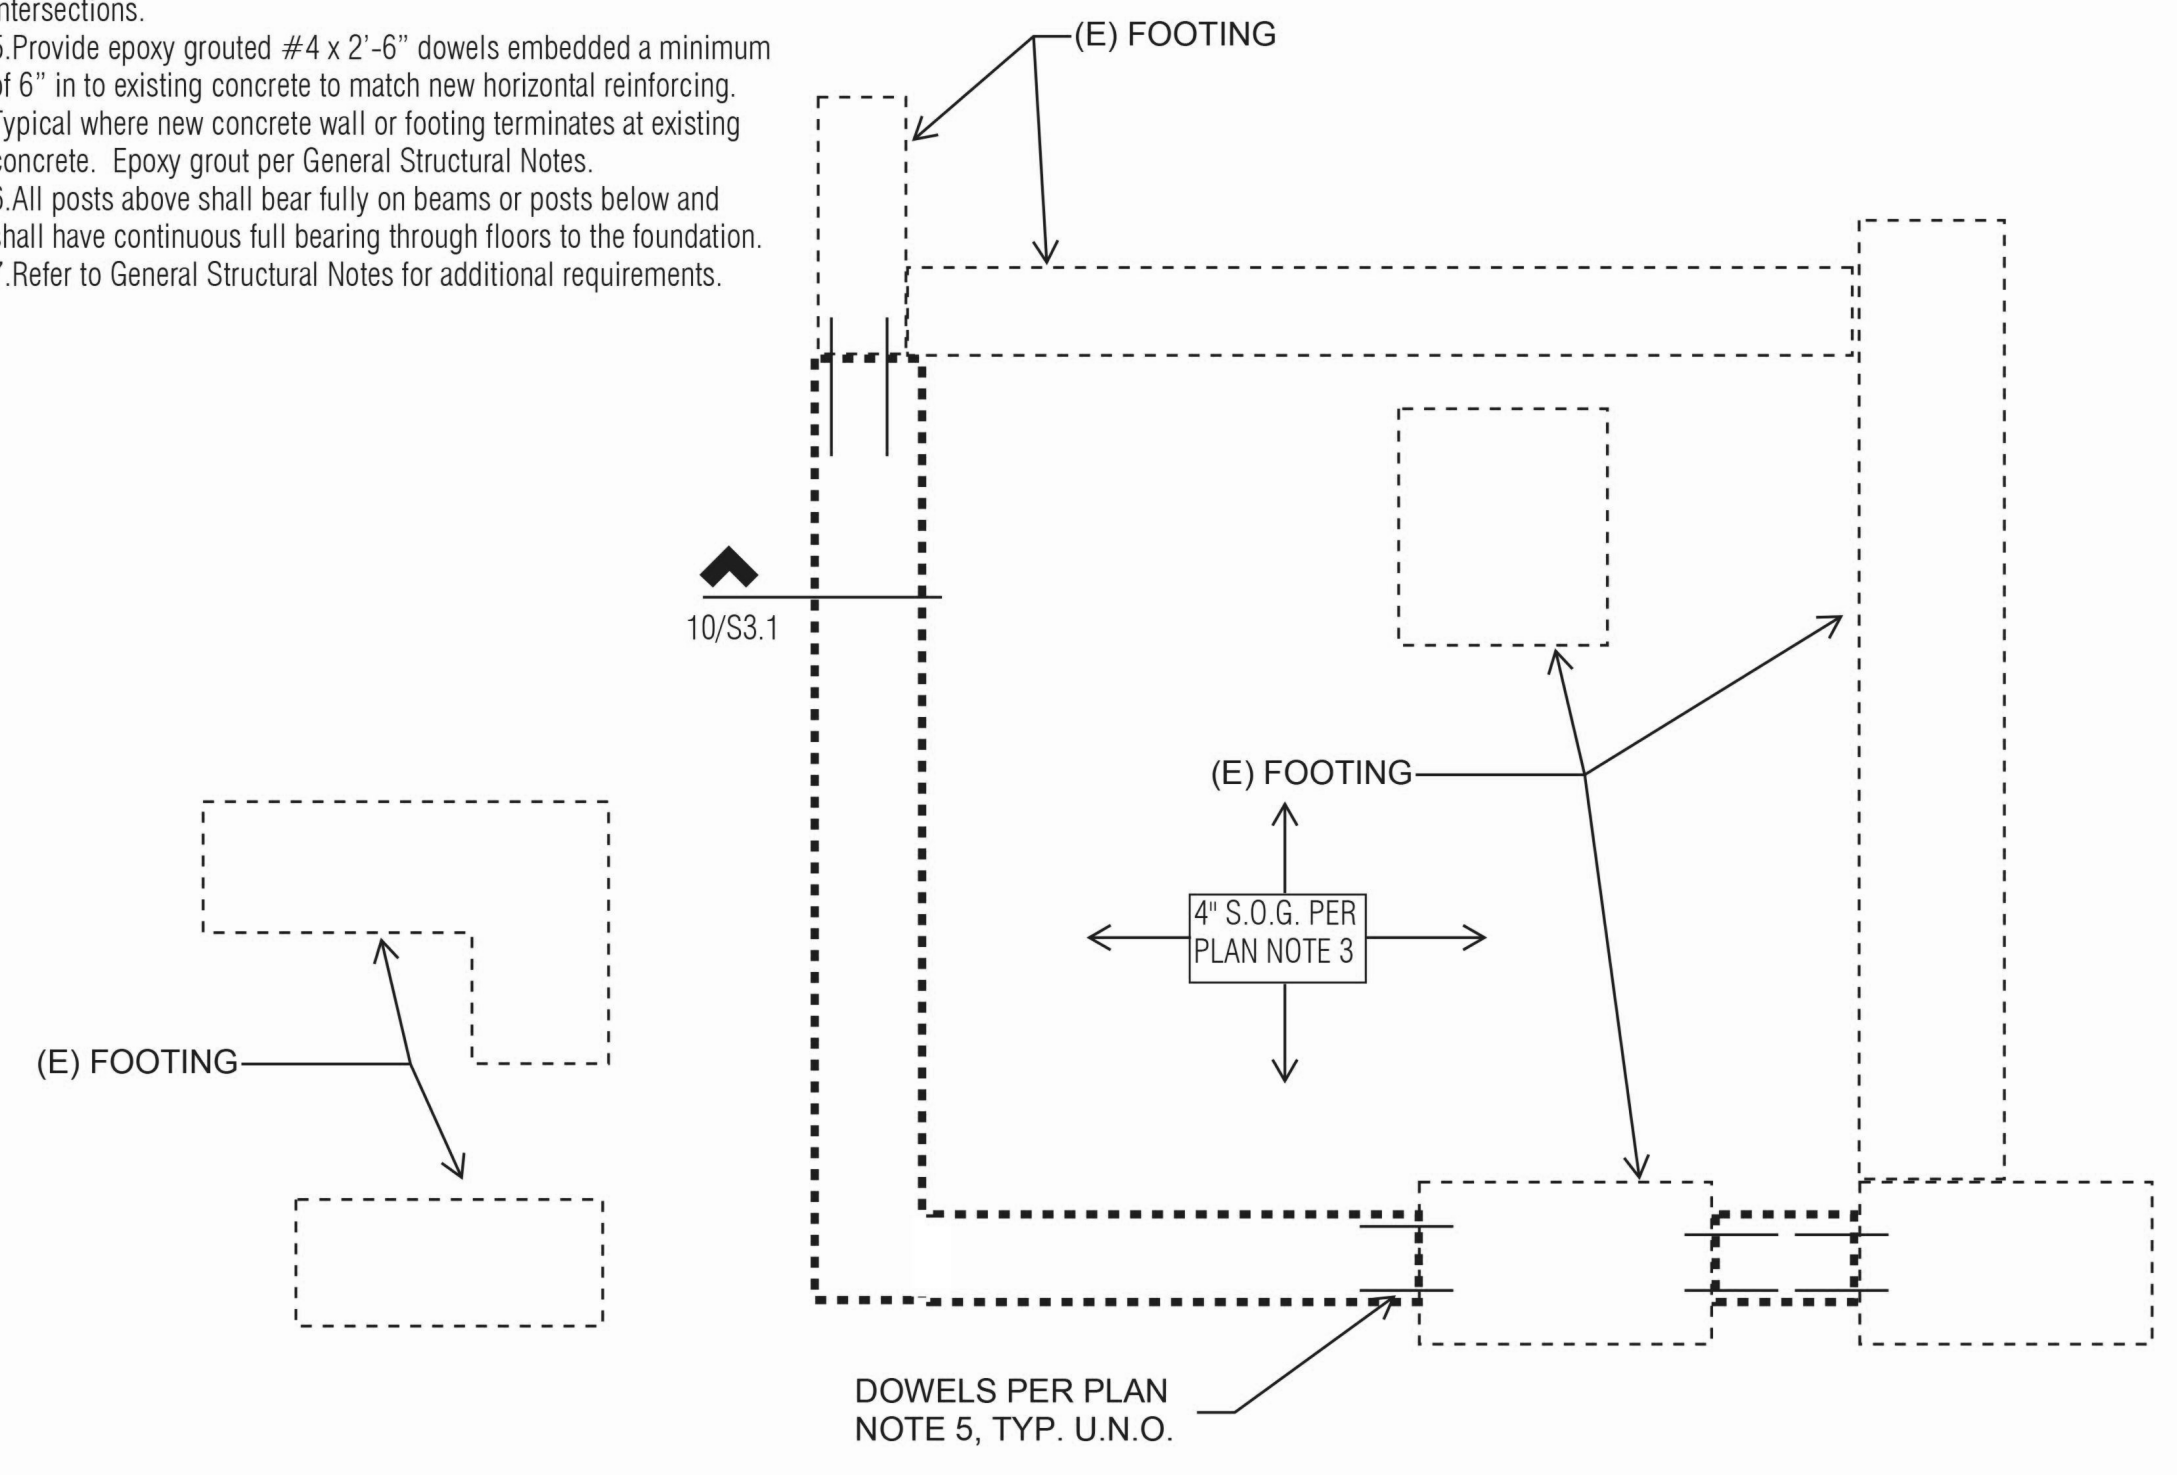 ntersections.
5.Provide epoxy grouted #4 x 2’-6” dowels embedded a minimum
of 6” in to existing concrete to match new horizontal reinforcing.
Typical where new concrete wall or footing terminates at existing
concrete.  Epoxy grout per General Structural Notes.
6.All posts above shall bear fully on beams or posts below and
shall have continuous full bearing through floors to the foundation.
7.Refer to General Structural Notes for additional requirements.
(E) FOOTING
10/S3.1
(E) FOOTING
4" S.O.G. PER
PLAN NOTE 3
(E) FOOTING
DOWELS PER PLAN
NOTE 5, TYP. U.N.O.